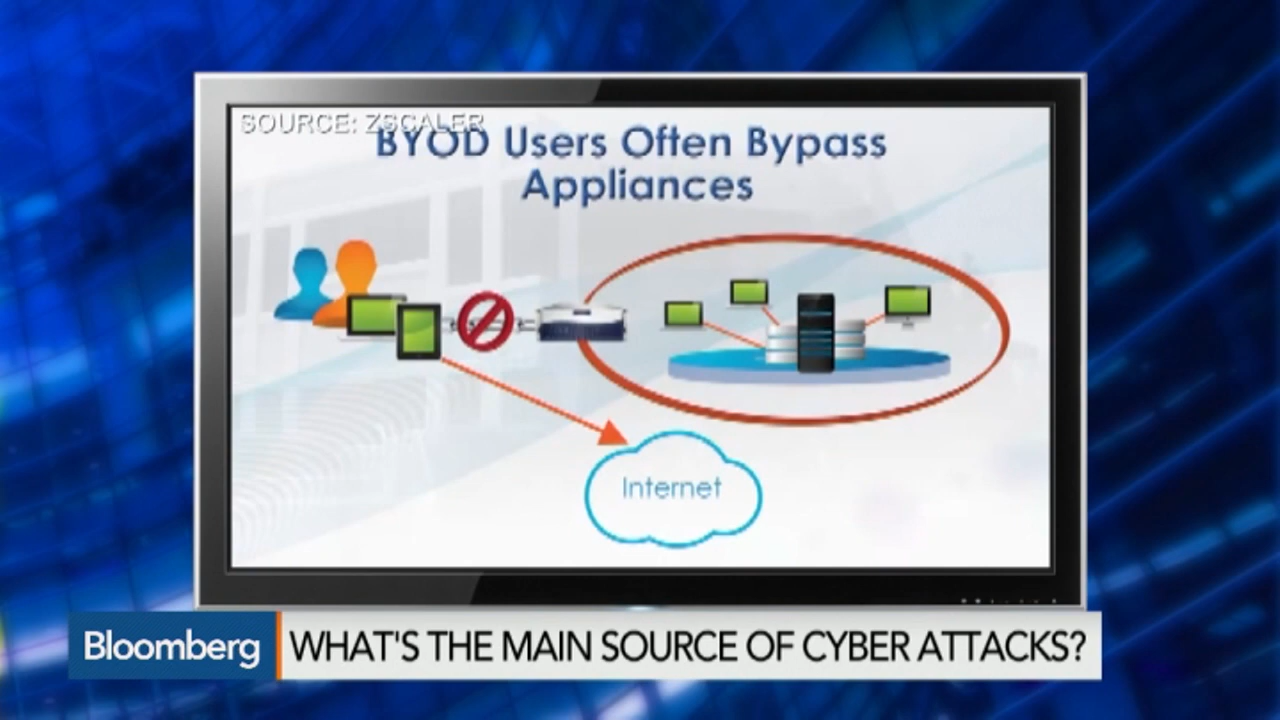 SOURCE: ZSCALER
BYOD Users Often Bypass
Appliances
Internet
Bloomberg
WHAT'S THE MAIN SOURCE OF CYBER ATTACKS?